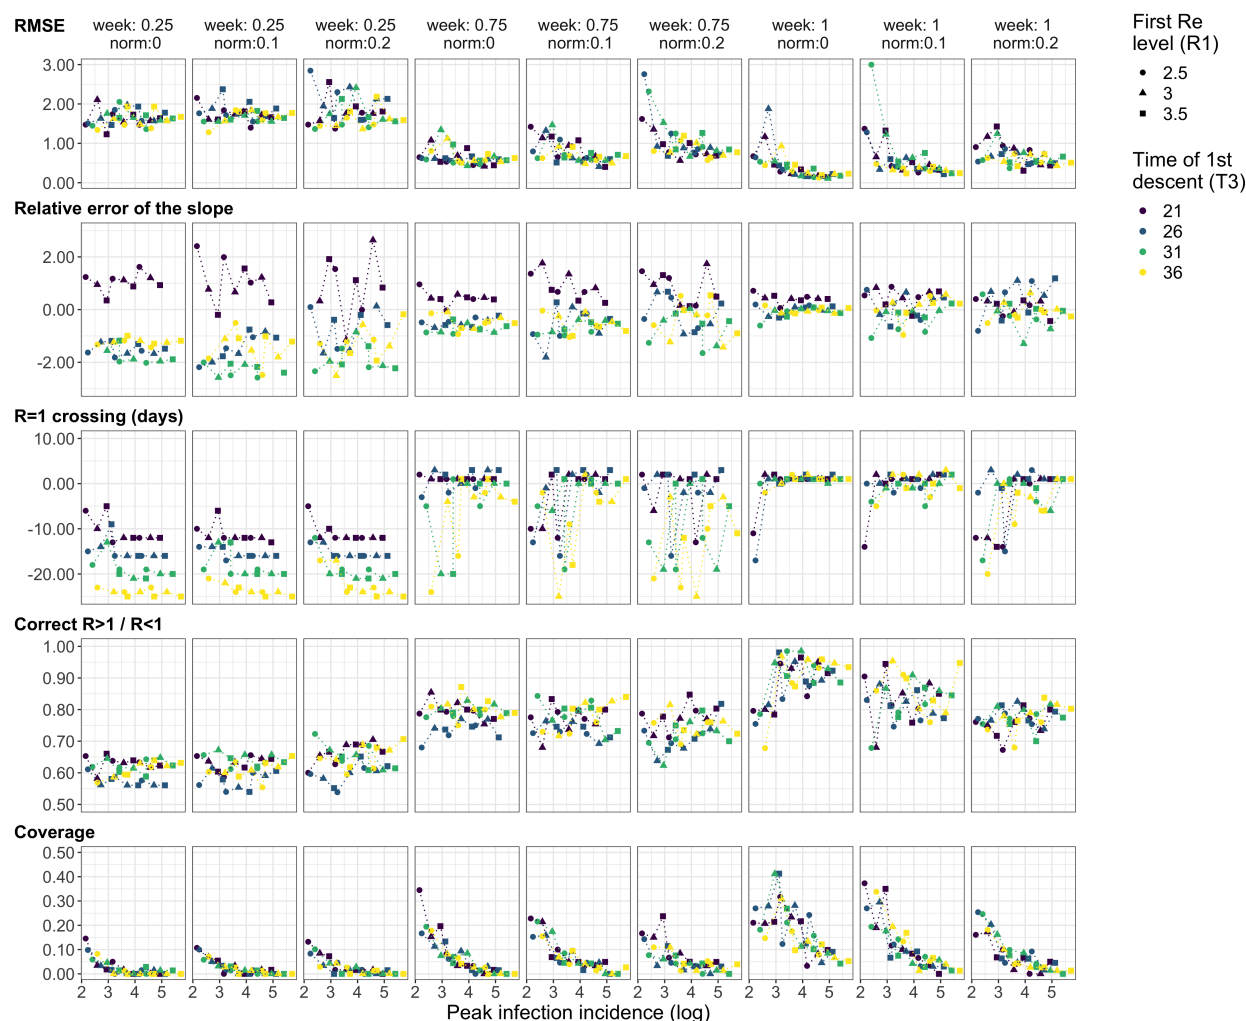 RMSE
week: 0.25 week: 0.25 week: 0.25 week: 0.75 week: 0.75 week: 0.75 week: 1 week: 1 week: 1
norm:0 norm:0.1 norm:0.2 norm:0 norm:0.1 norm:0.2 norm:0 norm:0.1 norm:0.2
3.00
2.00
1.00
0.00
Relative error of the slope
2.00
0.00
-2.00
R=1 crossing (days)
10.00
0.00
-10.00
-20.00
Correct R>1 / R<1
1.00
0.90
0.80
0.70
0.60
0.50
Coverage
0.50
0.40
0.30
0.20
0.10
0.00
2 3 4 5 2 3 4 5 2 3 4 5 2 3 4 5 2 3 4 5 2 3 4 5 2 3 4 5 2 3 4 5 2 3 4 5
Peak infection incidence (log)
First Re
level (R1)
2.5
3
3.5
Time of 1st
descent (T3)
21
26
31
36